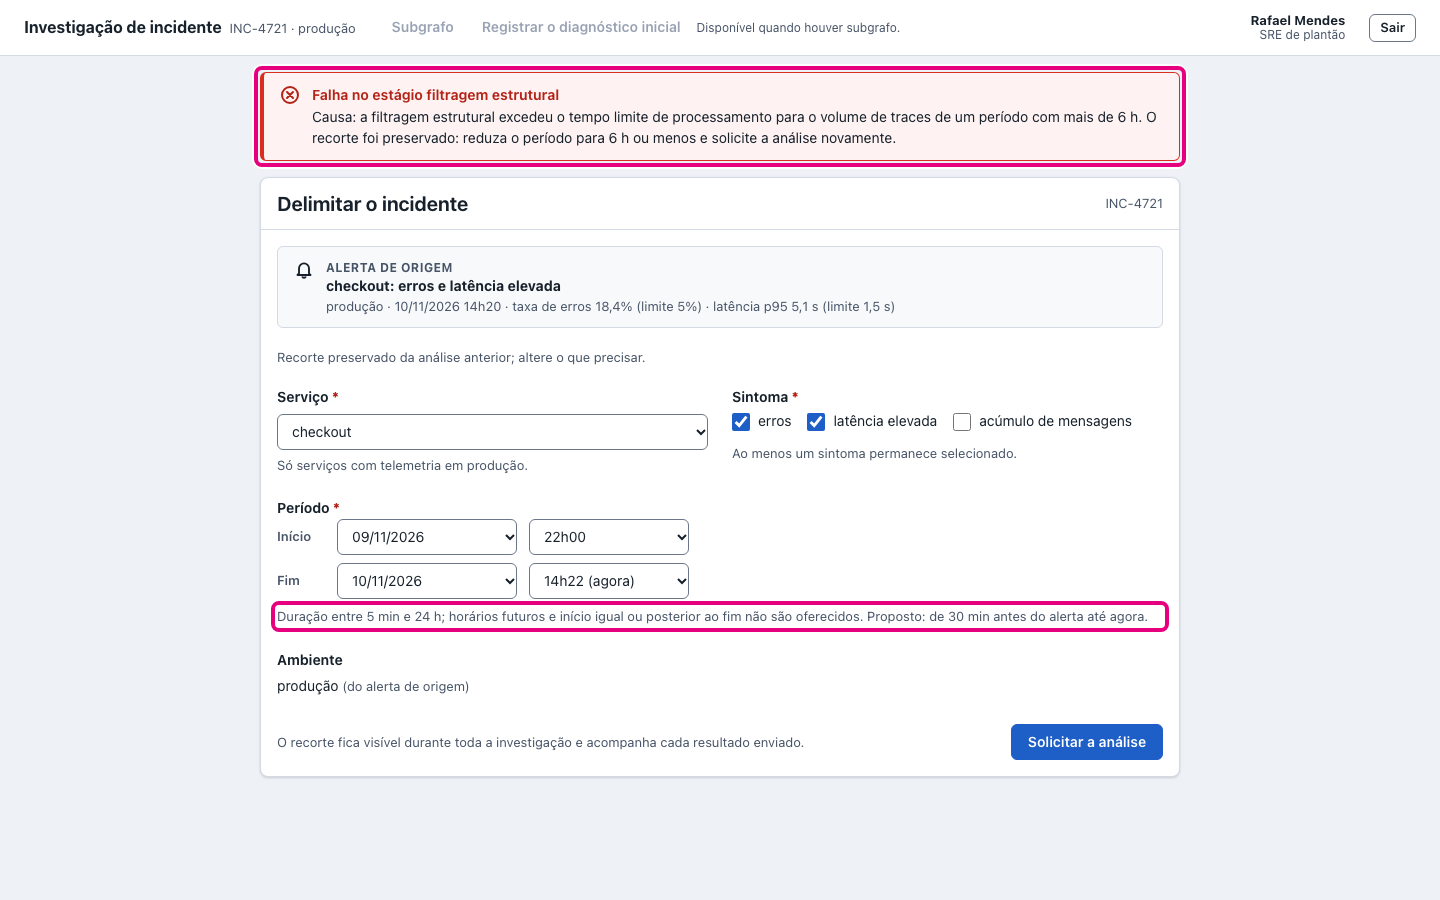 Investigação de incidente INC-4721 · produção Subgrafo Registrar o diagnóstico inicial Disponível quando houver subgrafo.
Rafael Mendes
SRE de plantão
Sair
Falha no estágio filtragem estrutural
Causa: a filtragem estrutural excedeu o tempo limite de processamento para o volume de traces de um período com mais de 6 h. O
recorte foi preservado: reduza o período para 6 h ou menos e solicite a análise novamente.
Delimitar o incidente INC-4721
ALERTA DE ORIGEM
checkout: erros e latência elevada
produção · 10/11/2026 14h20 · taxa de erros 18,4% (limite 5%) · latência p95 5,1 s (limite 1,5 s)
Recorte preservado da análise anterior; altere o que precisar.
Serviço *
checkout
Só serviços com telemetria em produção.
Sintoma *
erros latência elevada acúmulo de mensagens
Ao menos um sintoma permanece selecionado.
Período *
Início 09/11/2026 22h00
Fim 10/11/2026 14h22 (agora)
Duração entre 5 min e 24 h; horários futuros e início igual ou posterior ao fim não são oferecidos. Proposto: de 30 min antes do alerta até agora.
Ambiente
produção (do alerta de origem)
O recorte fica visível durante toda a investigação e acompanha cada resultado enviado.
Solicitar a análise